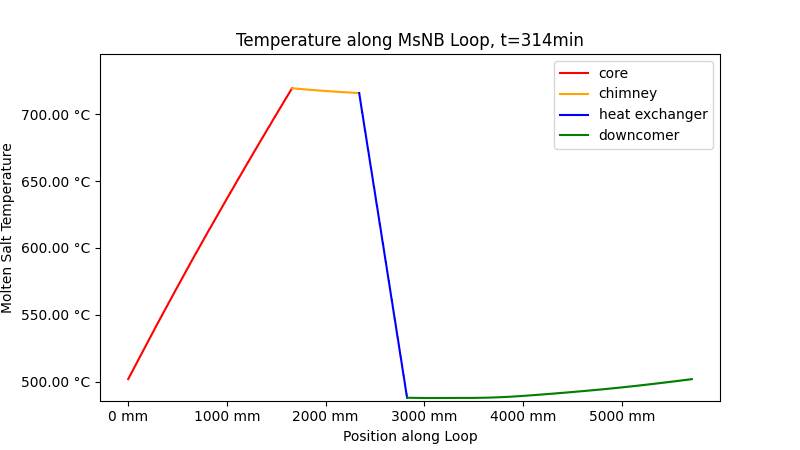 Temperature along MsNB Loop, t=314min
core
chimney
heat exchanger
downcomer
Molten Salt Temperature
700.00 °C
650.00 °C
600.00 °C
550.00 °C
500.00 °C
0 mm 1000 mm 2000 mm 3000 mm 4000 mm 5000 mm
Position along Loop